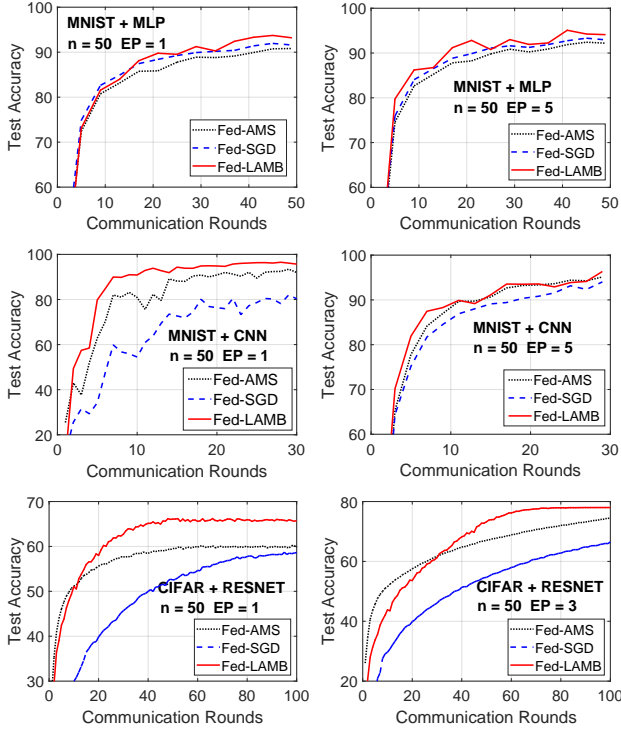 100
90
80
70
60
Test Accuracy
MNIST + MLP
n = 50 EP = 1
Fed-AMS
Fed-SGD
Fed-LAMB
0 10 20 30 40 50
Communication Rounds
100
90
80
70
60
Test Accuracy
MNIST + MLP
n = 50 EP = 5
Fed-AMS
Fed-SGD
Fed-LAMB
0 10 20 30 40 50
Communication Rounds
100
80
60
40
20
Test Accuracy
MNIST + CNN
n = 50 EP = 1
Fed-AMS
Fed-SGD
Fed-LAMB
0 10 20 30
Communication Rounds
100
90
80
70
60
Test Accuracy
MNIST + CNN
n = 50 EP = 5
Fed-AMS
Fed-SGD
Fed-LAMB
0 10 20 30
Communication Rounds
70
60
50
40
30
Test Accuracy
CIFAR + RESNET
n = 50 EP = 1
Fed-AMS
Fed-SGD
Fed-LAMB
0 20 40 60 80 100
Communication Rounds
80
60
40
20
Test Accuracy
CIFAR + RESNET
n = 50 EP = 3
Fed-AMS
Fed-SGD
Fed-LAMB
0 20 40 60 80 100
Communication Rounds